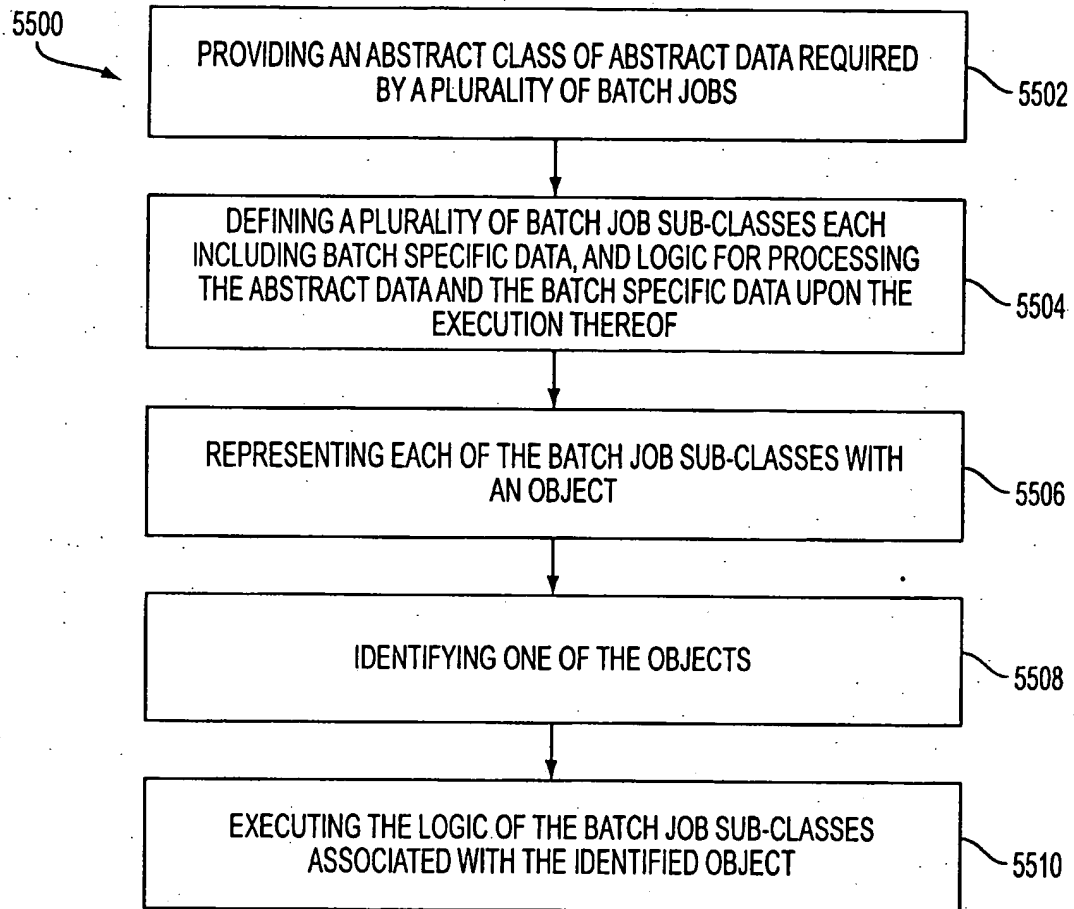 5500
PROVIDING AN ABSTRACT CLASS OF ABSTRACT DATA REQUIRED
BY A PLURALITY OF BATCH JOBS
5502
DEFINING A PLURALITY OF BATCH JOB SUB-CLASSES EACH
INCLUDING BATCH SPECIFIC DATA, AND LOGIC FOR PROCESSING
THE ABSTRACT DATA AND THE BATCH SPECIFIC DATA UPON THE
EXECUTION THEREOF
5504
REPRESENTING EACH OF THE BATCH JOB SUB-CLASSES WITH
AN OBJECT
5506
IDENTIFYING ONE OF THE OBJECTS
5508
EXECUTING THE LOGIC OF THE BATCH JOB SUB-CLASSES
ASSOCIATED WITH THE IDENTIFIED OBJECT
5510